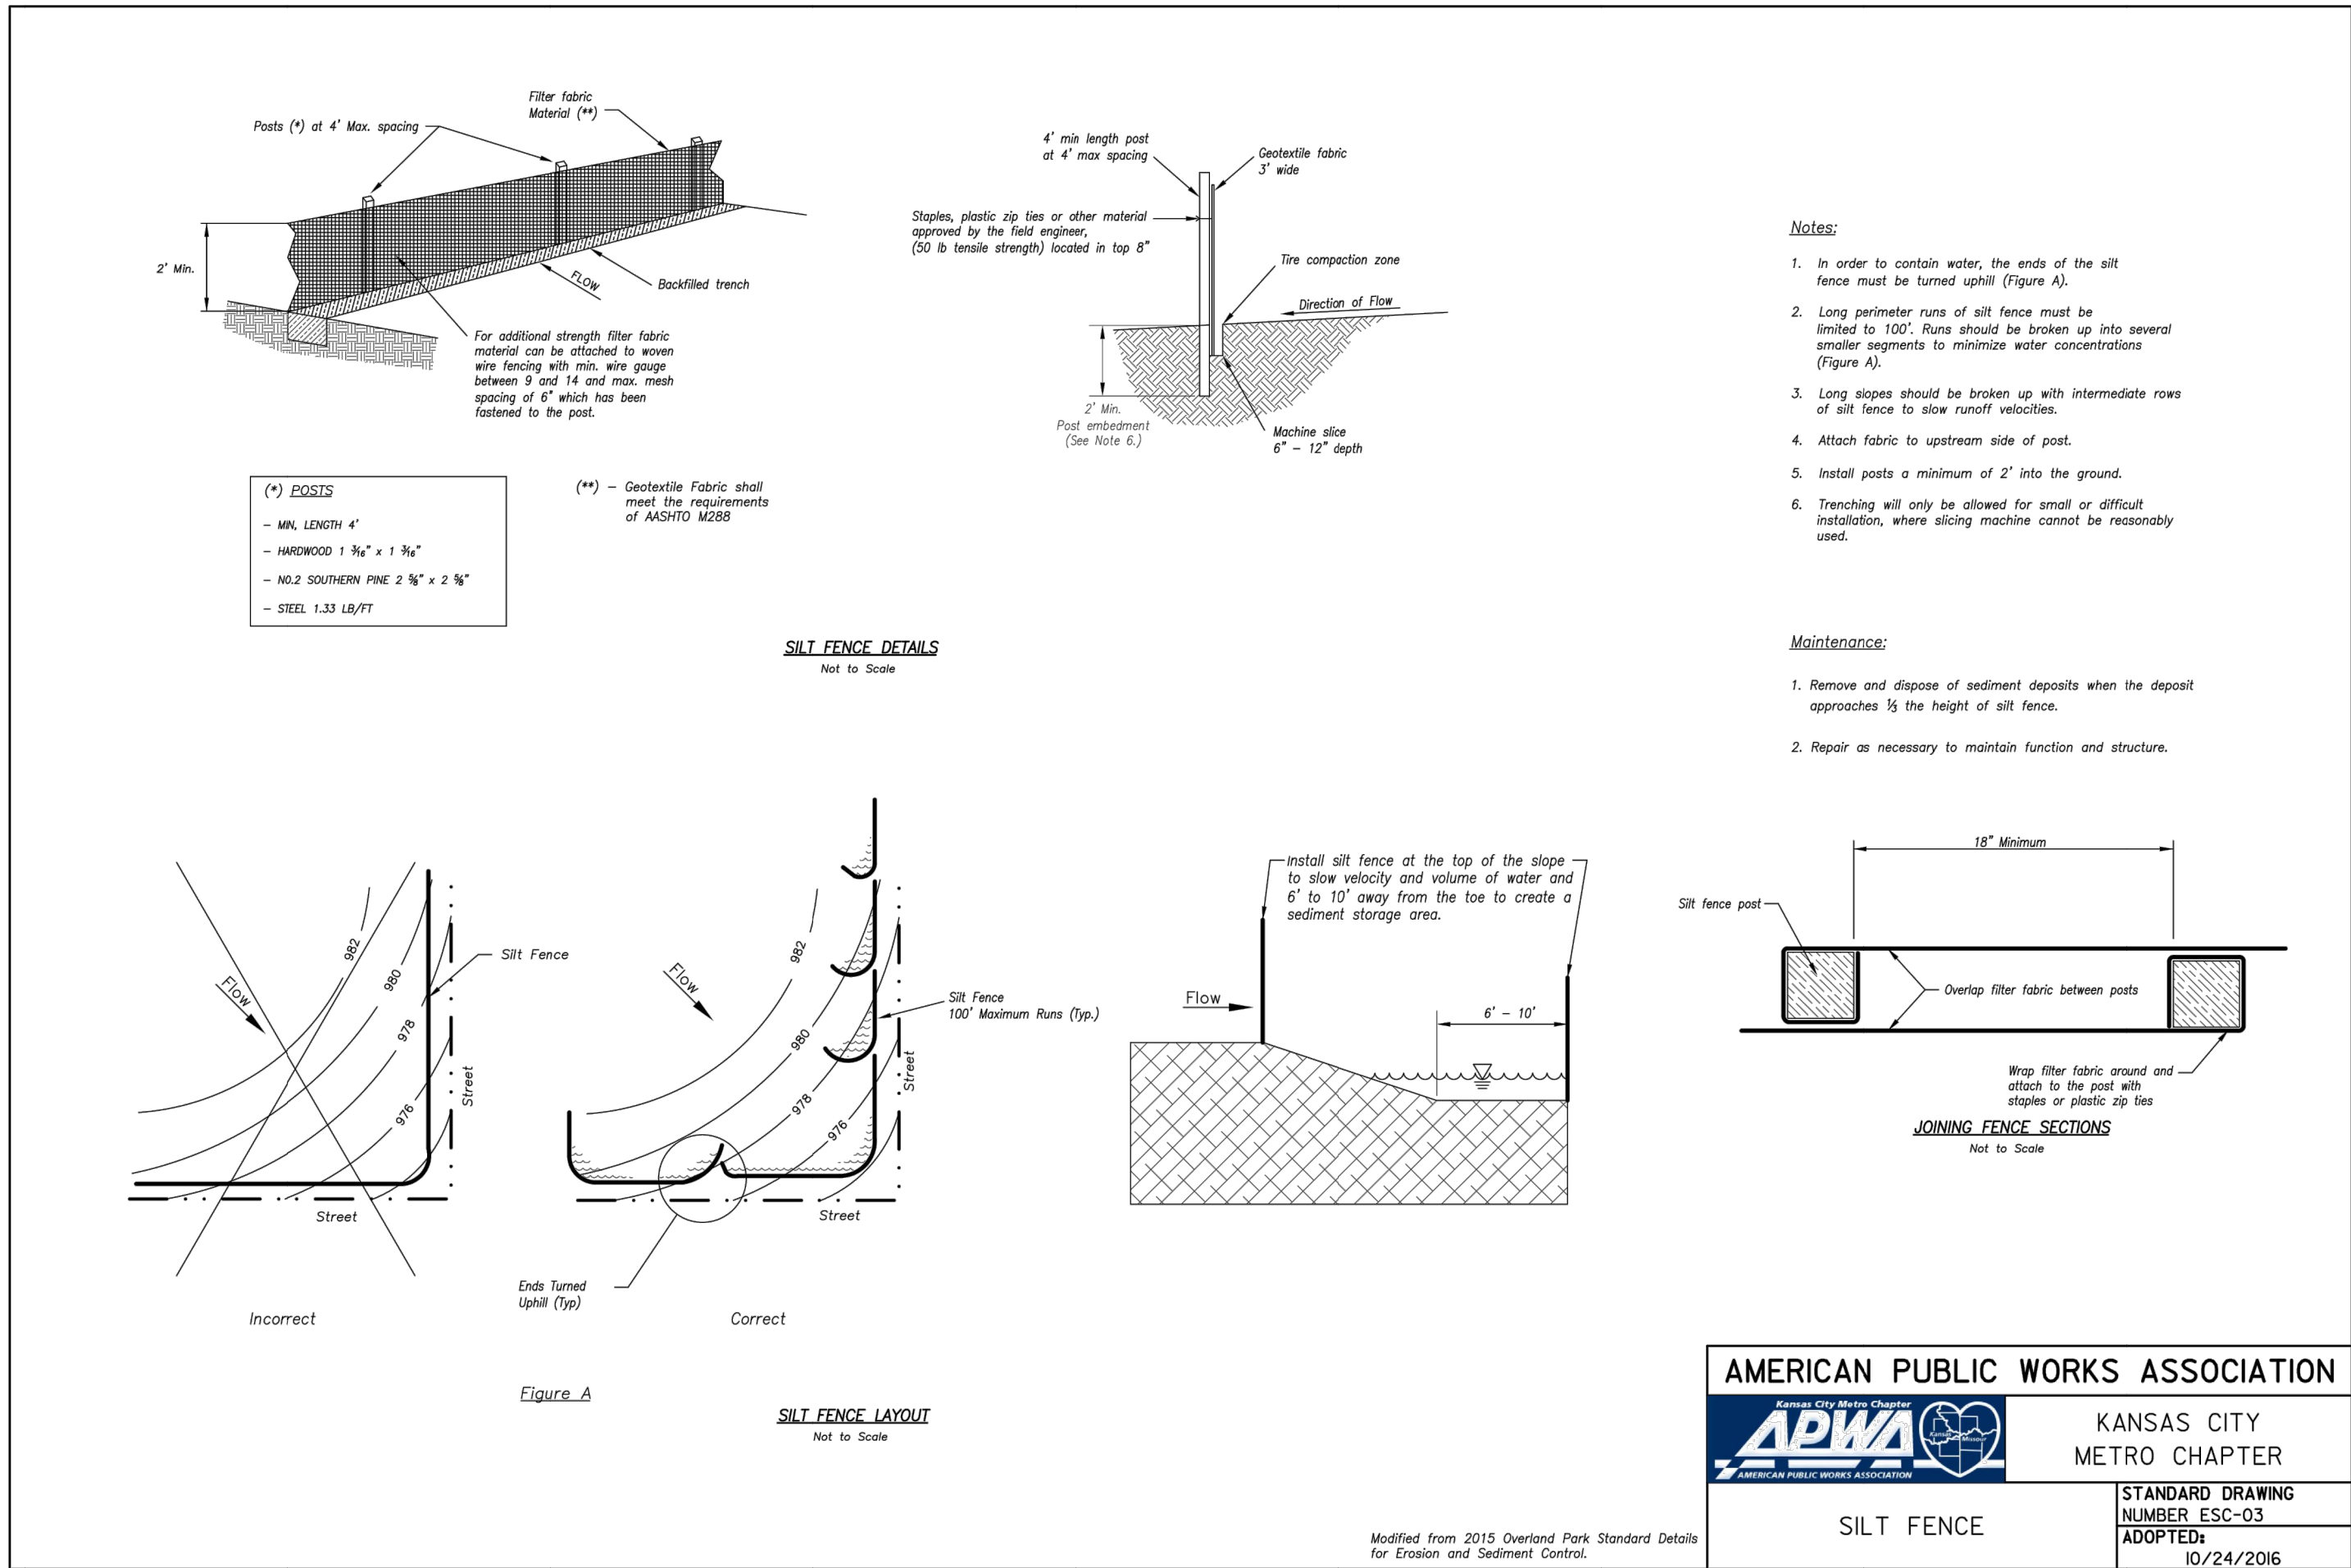 Filter fabric
Material (**)
Posts (*) at 4' Max. spacing
2' Min.
FLOW
Backfilled trench
For additional strength filter fabric
material can be attached to woven
wire fencing with min. wire gauge
between 9 and 14 and max. mesh
spacing of 6" which has been
fastened to the post.
(*) POSTS
– MIN, LENGTH 4'
– HARDWOOD 1 3/16" x 1 3/16"
– NO.2 SOUTHERN PINE 2 5/8" x 2 5/8"
– STEEL 1.33 LB/FT
(**) – Geotextile Fabric shall
meet the requirements
of AASHTO M288
4' min length post
at 4' max spacing
Geotextile fabric
3' wide
Staples, plastic zip ties or other material
approved by the field engineer,
(50 lb tensile strength) located in top 8"
Tire compaction zone
Direction of Flow
2' Min.
Post embedment
(See Note 6.)
Machine slice
6" – 12" depth
SILT FENCE DETAILS
Not to Scale
Notes:
1. In order to contain water, the ends of the silt
fence must be turned uphill (Figure A).
2. Long perimeter runs of silt fence must be
limited to 100'. Runs should be broken up into several
smaller segments to minimize water concentrations
(Figure A).
3. Long slopes should be broken up with intermediate rows
of silt fence to slow runoff velocities.
4. Attach fabric to upstream side of post.
5. Install posts a minimum of 2' into the ground.
6. Trenching will only be allowed for small or difficult
installation, where slicing machine cannot be reasonably
used.
Maintenance:
1. Remove and dispose of sediment deposits when the deposit
approaches 1/3 the height of silt fence.
2. Repair as necessary to maintain function and structure.
982
980
978
976
Flow
Silt Fence
Street
Street
Incorrect
982
980
978
976
Flow
Silt Fence
100' Maximum Runs (Typ.)
Street
Street
Ends Turned
Uphill (Typ)
Correct
Figure A
SILT FENCE LAYOUT
Not to Scale
Install silt fence at the top of the slope
to slow velocity and volume of water and
6' to 10' away from the toe to create a
sediment storage area.
Flow
6' – 10'
18" Minimum
Silt fence post
Overlap filter fabric between posts
Wrap filter fabric around and
attach to the post with
staples or plastic zip ties
JOINING FENCE SECTIONS
Not to Scale
Modified from 2015 Overland Park Standard Details
for Erosion and Sediment Control.
AMERICAN PUBLIC WORKS ASSOCIATION
Kansas City Metro Chapter
APWA
Kansas
Missouri
AMERICAN PUBLIC WORKS ASSOCIATION
KANSAS CITY
METRO CHAPTER
SILT FENCE
STANDARD DRAWING
NUMBER ESC-03
ADOPTED:
10/24/2016